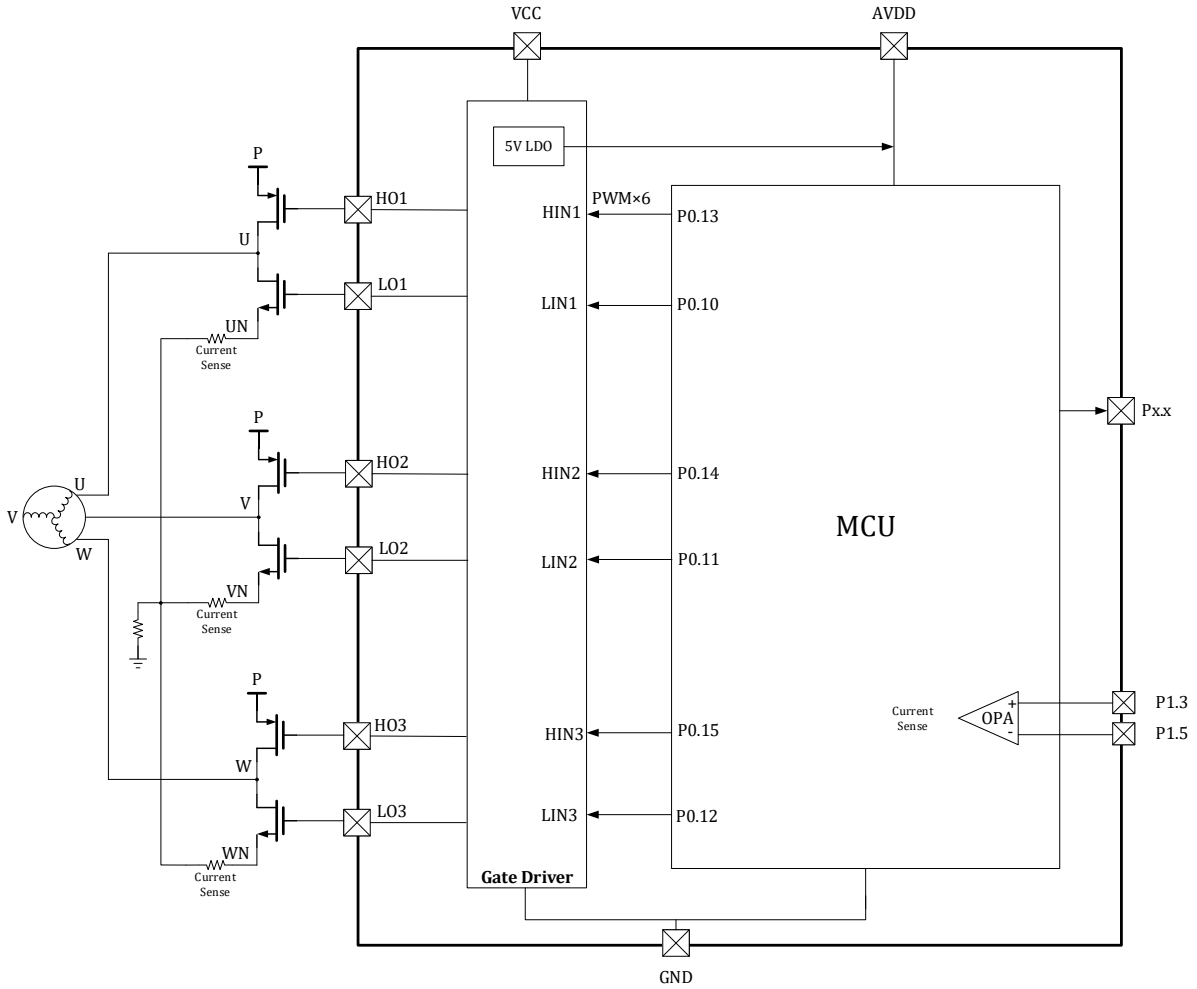 VCC
AVDD
5V LDO
P
HO1
HIN1
PWM×6
P0.13
U
LO1
LIN1
P0.10
UN
Current
Sense
P
HO2
HIN2
P0.14
Px.x
U
V
V
W
MCU
LO2
LIN2
P0.11
VN
Current
Sense
P
HO3
HIN3
P0.15
Current
Sense
+
OPA
-
P1.3
P1.5
W
LO3
LIN3
P0.12
WN
Current
Sense
Gate Driver
GND